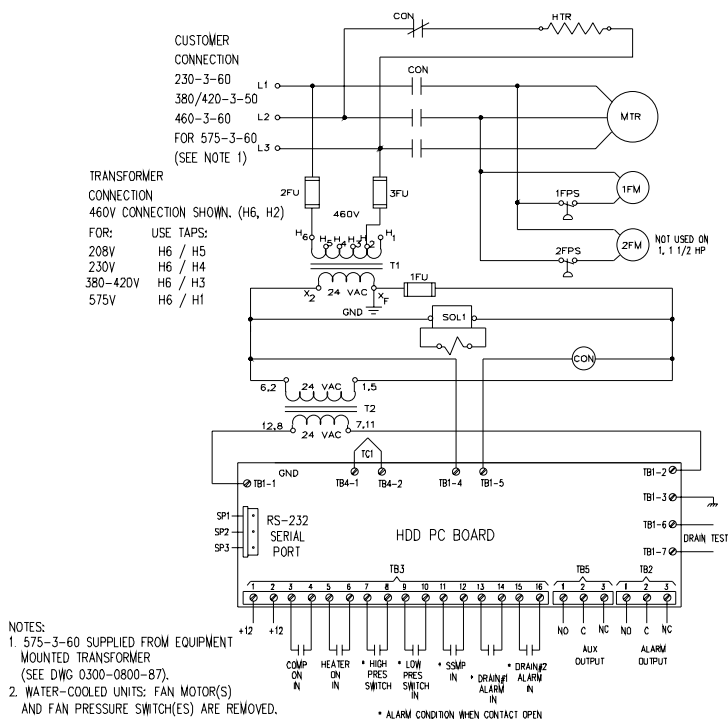 CON
HTR
CUSTOMER
CONNECTION
230-3-60
380/420-3-50
460-3-60
FOR 575-3-60
(SEE NOTE 1)
L1
L2
L3
CON
MTR
TRANSFORMER
CONNECTION
460V CONNECTION SHOWN. (H6, H2)
FOR: USE TAPS:
208V H6 / H5
230V H6 / H4
380-420V H6 / H3
575V H6 / H1
2FU
3FU
460V
H6 H5 H4 H3 H2 H1
T1
1FPS
1FM
2FPS
2FM
NOT USED ON
1, 1 1/2 HP
X2 24 VAC XF
1FU
GND
SOL1
CON
6,2 24 VAC 1,5
T2
12,8 24 VAC 7,11
TC1
GND
TB1-1
TB4-1
TB4-2
TB1-4
TB1-5
TB1-2
TB1-3
TB1-6
TB1-7
DRAIN TEST
SP1
SP2
SP3
RS-232
SERIAL
PORT
HDD PC BOARD
TB3
TB5
TB2
1 2 3 4 5 6 7 8 9 10 11 12 13 14 15 16
1 2 3
1 2 3
+12
+12
COMP
ON
IN
HEATER
ON
IN
* HIGH
PRES
SWITCH
* LOW
PRES
SWITCH
IN
* SSMP
IN
* DRAIN#1
ALARM
IN
* DRAIN#2
ALARM
IN
NO C NC
AUX
OUTPUT
NO C NC
ALARM
OUTPUT
* ALARM CONDITION WHEN CONTACT OPEN
NOTES:
1. 575-3-60 SUPPLIED FROM EQUIPMENT
MOUNTED TRANSFORMER
(SEE DWG 0300-0800-87).
2. WATER-COOLED UNITS: FAN MOTOR(S)
AND FAN PRESSURE SWITCH(ES) ARE REMOVED.